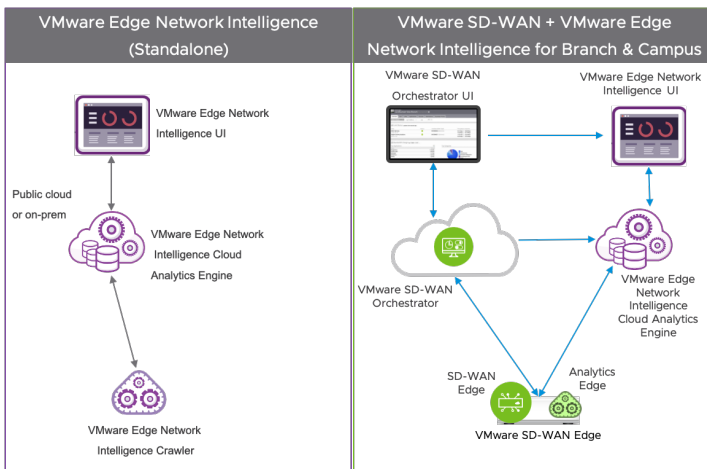 VMware Edge Network Intelligence
(Standalone)
VMware Edge Network
Intelligence UI
Public cloud
or on-prem
VMware Edge Network
Intelligence Cloud
Analytics Engine
VMware Edge Network
Intelligence Crawler
VMware SD-WAN + VMware Edge
Network Intelligence for Branch & Campus
VMware SD-WAN
Orchestrator UI
VMware Edge Network
Intelligence UI
VMware SD-WAN
Orchestrator
VMware Edge
Network
Intelligence
Cloud Analytics
Engine
SD-WAN
Edge
Analytics
Edge
VMware SD-WAN Edge